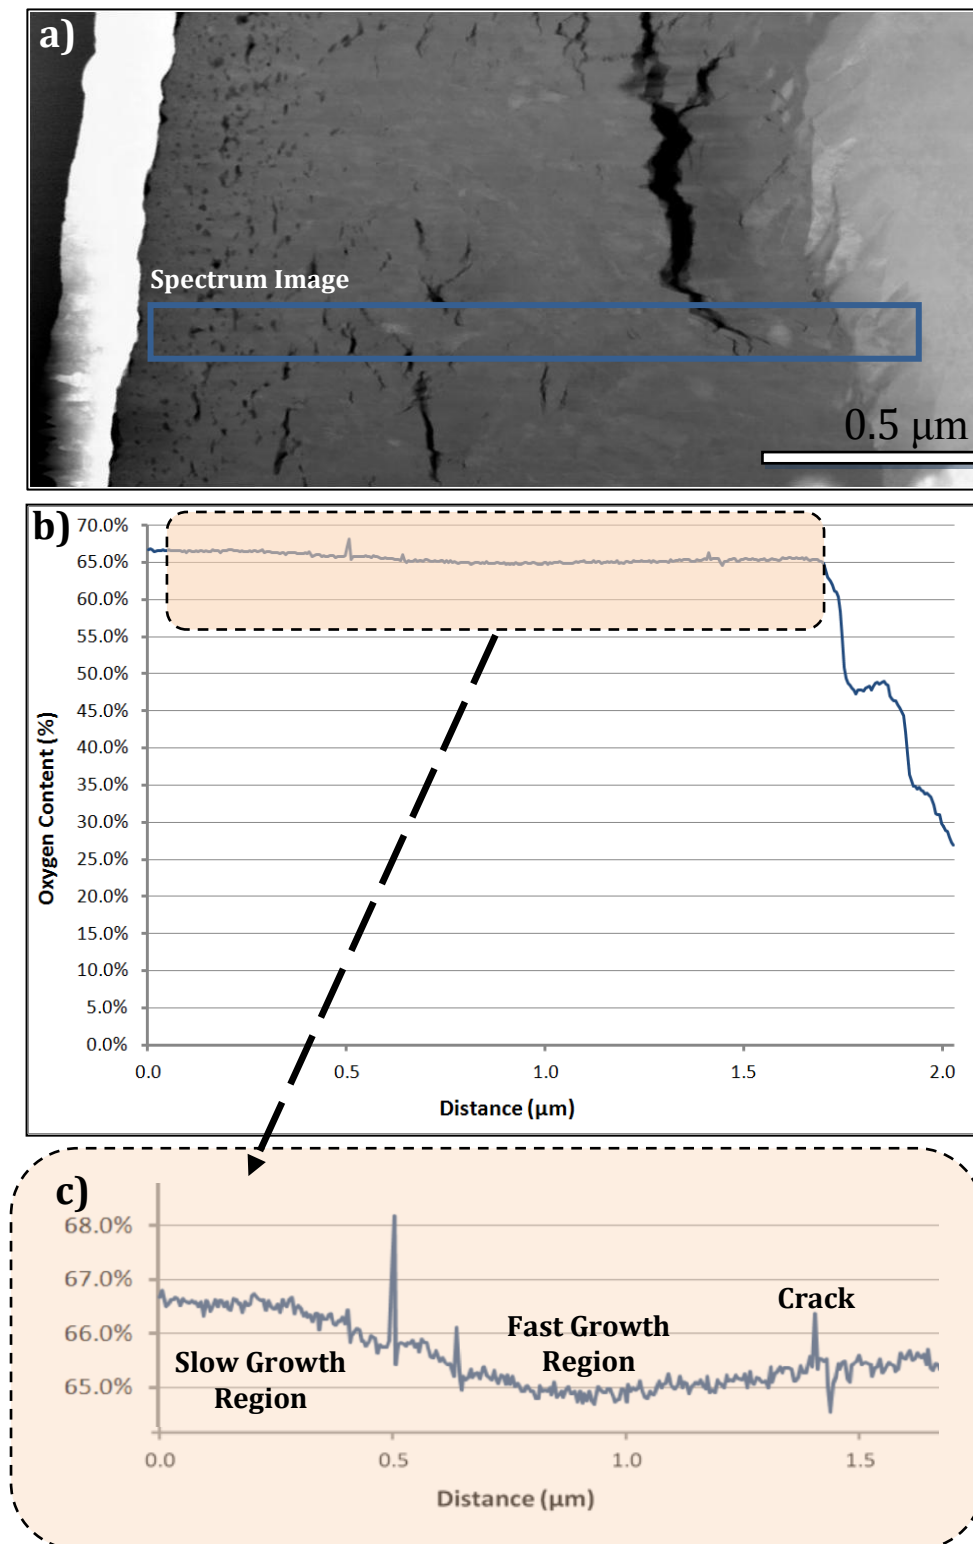 a)
Spectrum Image
0.5 μm
b)
70.0%
65.0%
60.0%
55.0%
50.0%
45.0%
40.0%
35.0%
30.0%
25.0%
20.0%
15.0%
10.0%
5.0%
0.0%
Oxygen Content (%)
0.0 0.5 1.0 1.5 2.0
Distance (μm)
c)
68.0%
67.0%
66.0%
65.0%
Slow Growth
Region
Fast Growth
Region
Crack
0.0 0.5 1.0 1.5
Distance (μm)